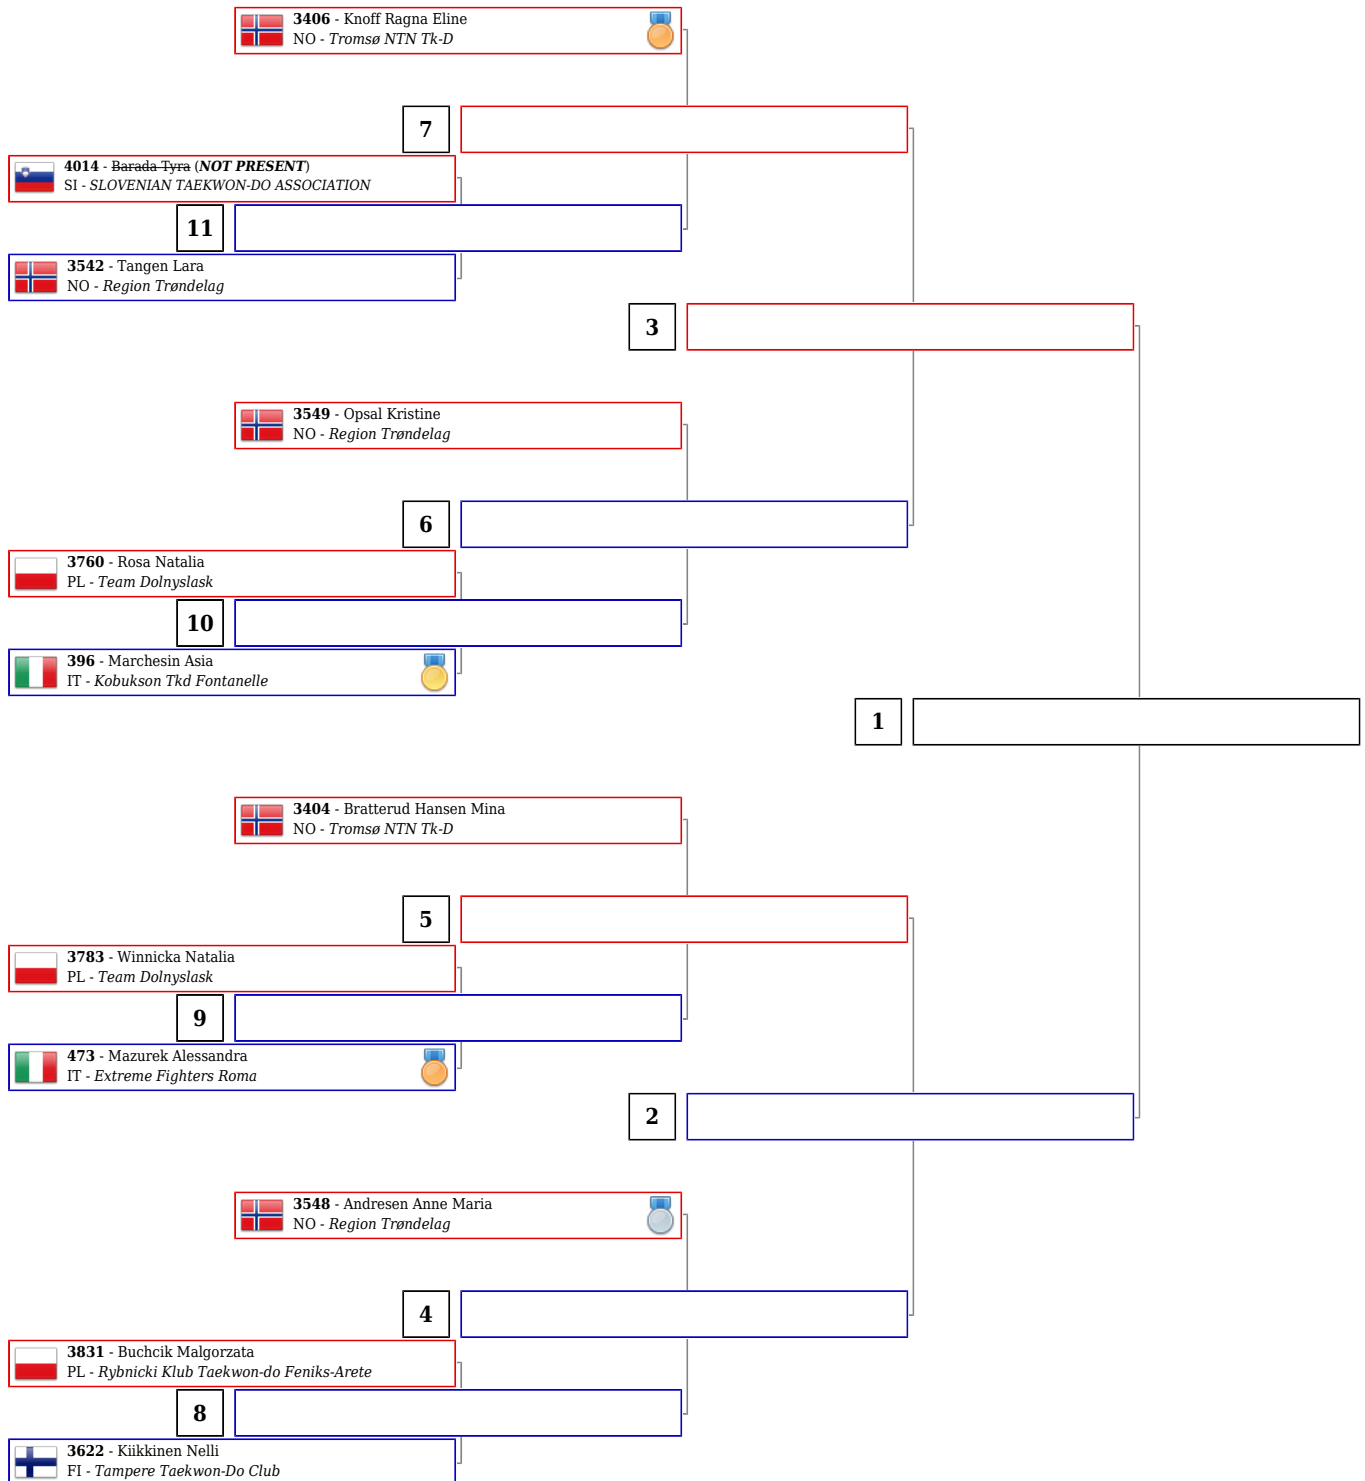 3406 - Knoff Ragna Eline
NO - Tromsø NTN Tk-D
7
4014 - Barada Tyra (NOT PRESENT)
SI - SLOVENIAN TAEKWON-DO ASSOCIATION
11
3542 - Tangen Lara
NO - Region Trøndelag
3
3549 - Opsal Kristine
NO - Region Trøndelag
6
3760 - Rosa Natalia
PL - Team Dolnyslask
10
396 - Marchesin Asia
IT - Kobukson Tkd Fontanelle
1
3404 - Bratterud Hansen Mina
NO - Tromsø NTN Tk-D
5
3783 - Winnicka Natalia
PL - Team Dolnyslask
9
473 - Mazurek Alessandra
IT - Extreme Fighters Roma
2
3548 - Andresen Anne Maria
NO - Region Trøndelag
4
3831 - Buchcik Malgorzata
PL - Rybnicki Klub Taekwon-do Feniks-Arete
8
3622 - Kiikkinen Nelli
FI - Tampere Taekwon-Do Club